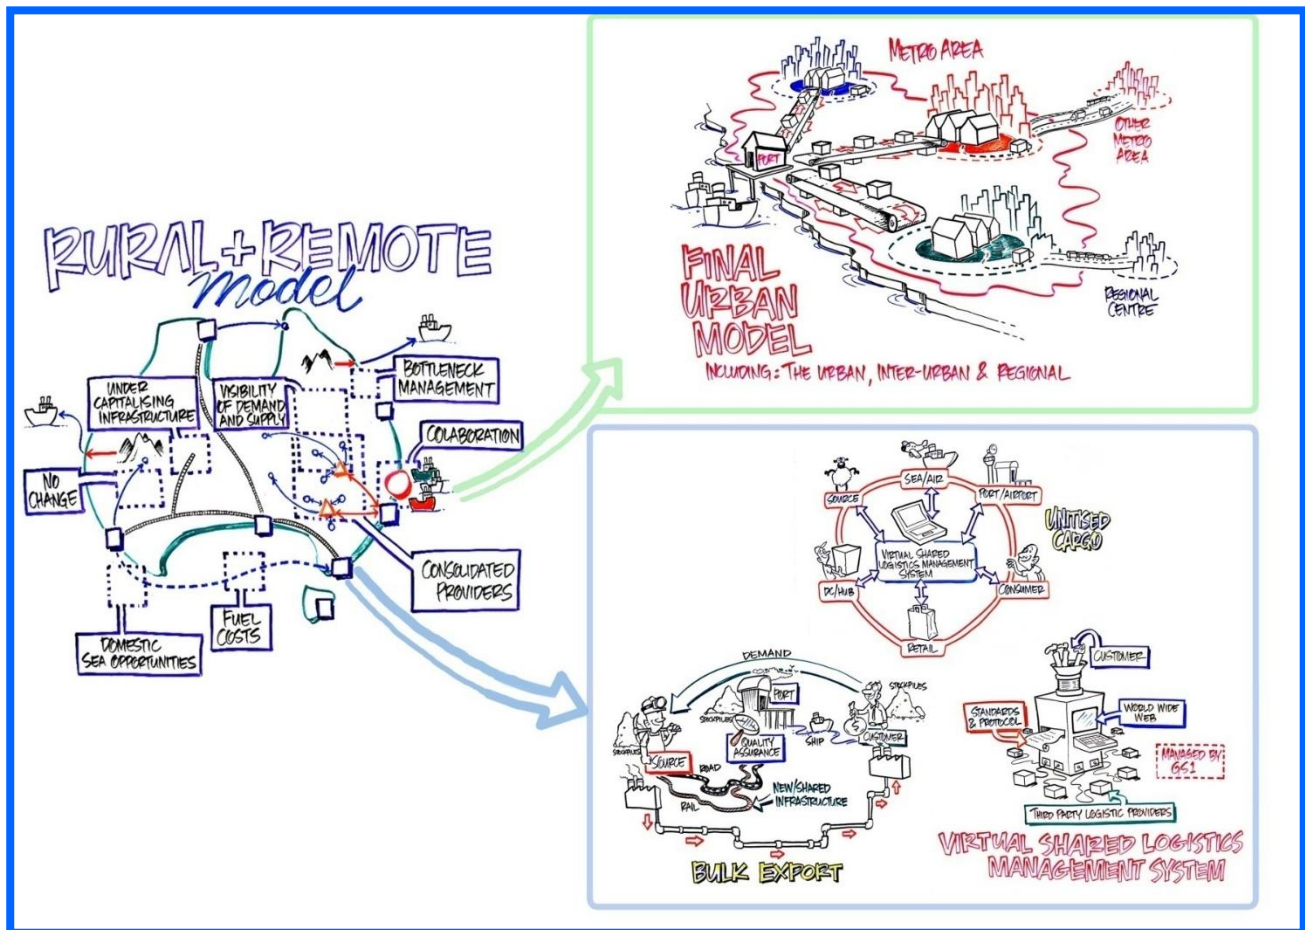 RURAL + REMOTE
Model
UNDER
CAPITALISING
INFRASTRUCTURE
VISIBILITY
OF DEMAND
AND SUPPLY
BOTTLENECK
MANAGEMENT
COLABORATION
NO
CHANGE
CONSOLIDATED
PROVIDERS
FUEL
COSTS
DOMESTIC
SEA OPPORTUNITIES
METRO AREA
PORT
OTHER
METRO
AREA
REGIONAL
CENTRE
FINAL
URBAN
MODEL
INCLUDING: THE URBAN, INTER-URBAN & REGIONAL
SEA/AIR
SOURCE
PORT/AIRPORT
UNITISED
CARGO
VIRTUAL SHARED
LOGISTICS MANAGEMENT
SYSTEM
DC/HUB
CONSUMER
RETAIL
DEMAND
STOCKPILES
PORT
STOCKPILES
STOCKPILES
QUALITY
ASSURANCE
SHIP
CUSTOMER
$
SOURCE
ROAD
RAIL
NEW/SHARED
INFRASTRUCTURE
BULK EXPORT
CUSTOMER
STANDARDS
& PROTOCOL
WORLD WIDE
WEB
MANAGED BY
GS1
THIRD PARTY LOGISTIC PROVIDERS
VIRTUAL SHARED LOGISTICS
MANAGEMENT SYSTEM